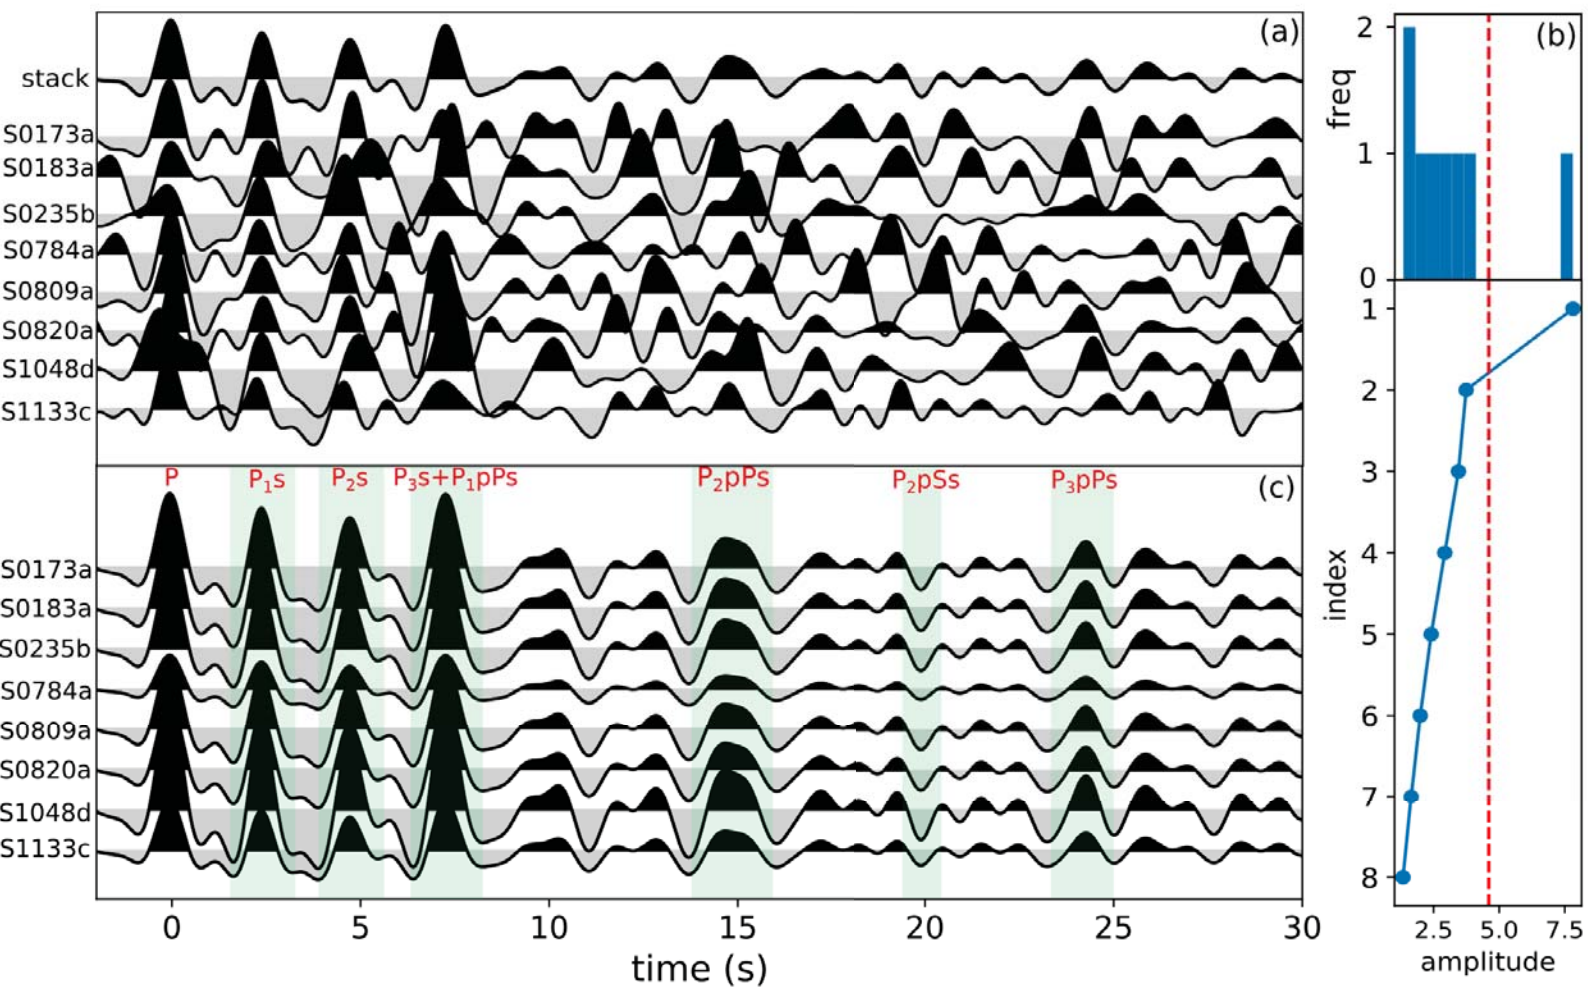 (a)
stack
S0173a
S0183a
S0235b
S0784a
S0809a
S0820a
S1048d
S1133c
P P₁s P₂s P₃s+P₁pPs P₂pPs P₂pSs P₃pPs
(c)
S0173a
S0183a
S0235b
S0784a
S0809a
S0820a
S1048d
S1133c
0 5 10 15 20 25 30
time (s)
(b)
2
1
0
freq
1
2
3
4
5
6
7
8
index
2.5 5.0 7.5
amplitude